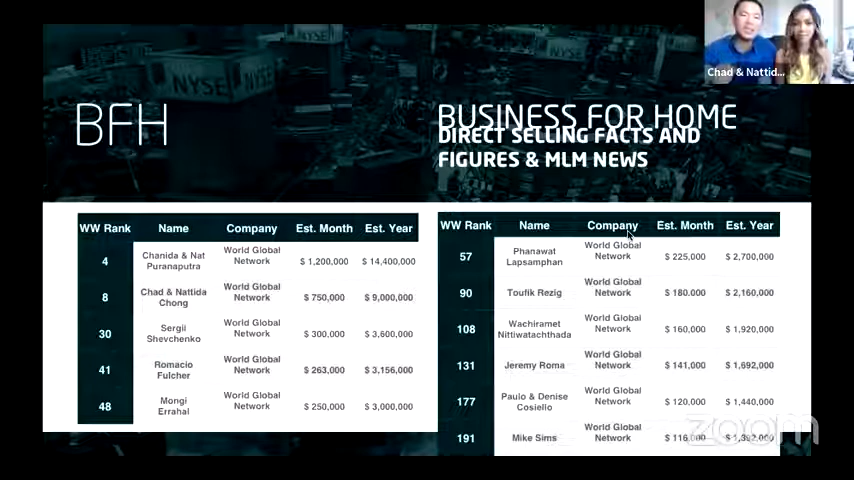 Chad & Nattid...
NYSE
NYSE
BFH
BUSINESS FOR HOME
DIRECT SELLING FACTS AND
FIGURES & MLM NEWS
WW Rank Name Company Est. Month Est. Year
4 Chanida & Nat Puranaputra World Global Network $ 1,200,000 $ 14,400,000
8 Chad & Nattida Chong World Global Network $ 750,000 $ 9,000,000
30 Sergii Shevchenko World Global Network $ 300,000 $ 3,600,000
41 Romacio Fulcher World Global Network $ 263,000 $ 3,156,000
48 Mongi Errahal World Global Network $ 250,000 $ 3,000,000
WW Rank Name Company Est. Month Est. Year
57 Phanawat Lapsamphan World Global Network $ 225,000 $ 2,700,000
90 Toufik Rezig World Global Network $ 180.000 $ 2,160,000
108 Wachiramet Nittiwatachthada World Global Network $ 160,000 $ 1,920,000
131 Jeremy Roma World Global Network $ 141,000 $ 1,692,000
177 Paulo & Denise Cosiello World Global Network $ 120,000 $ 1,440,000
191 Mike Sims World Global Network $ 116,000 $ 1,392,000
zoom